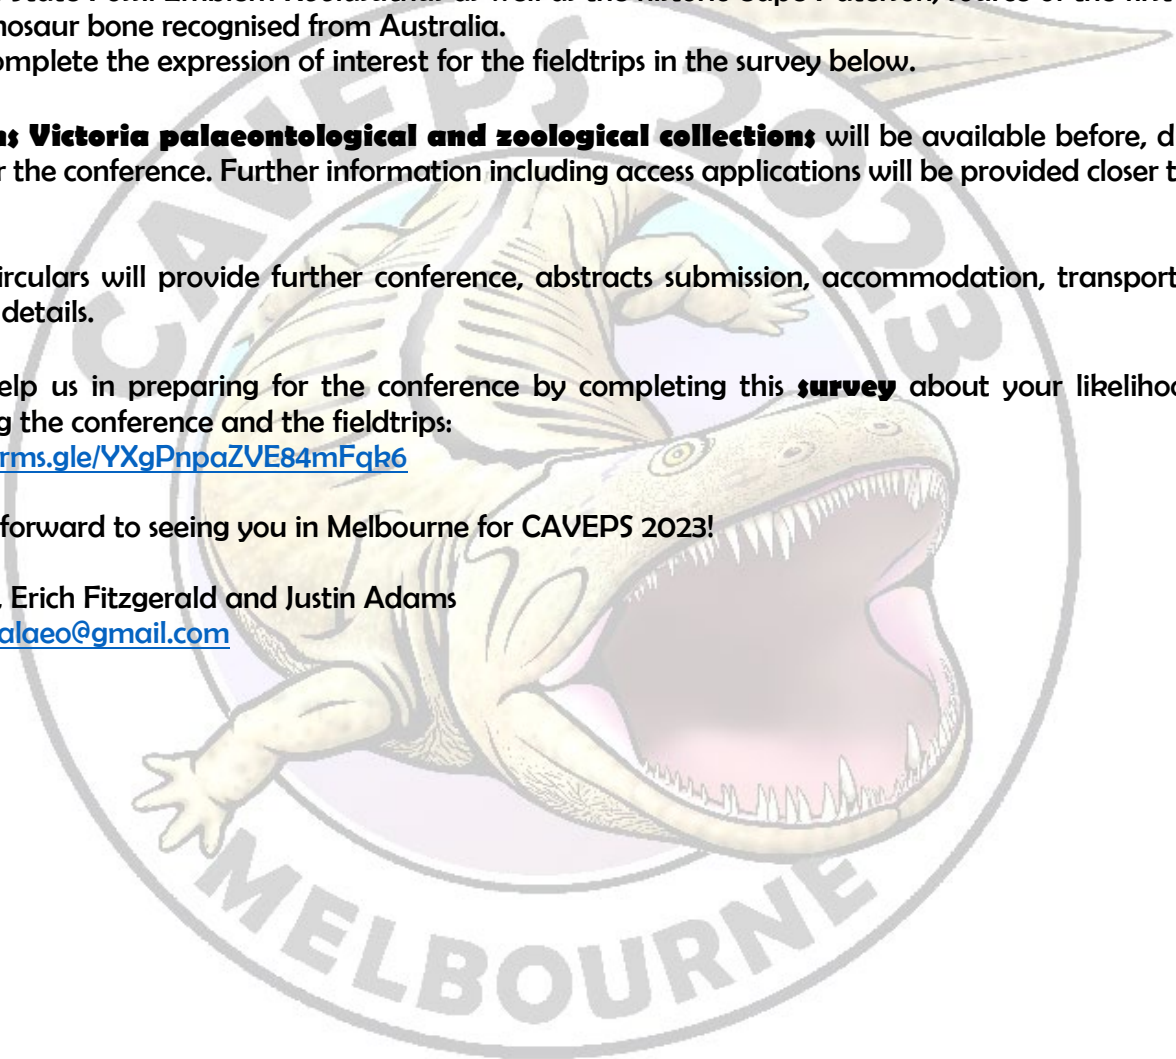 nosaur bone recognised from Australia.
omplete the expression of interest for the fieldtrips in the survey below.
ns Victoria palaeontological and zoological collections will be available before, d
r the conference. Further information including access applications will be provided closer t
irculars will provide further conference, abstracts submission, accommodation, transport
details.
elp us in preparing for the conference by completing this survey about your likelihoo
g the conference and the fieldtrips:
rms.gle/YXgPnpaZVE84mFqk6
forward to seeing you in Melbourne for CAVEPS 2023!
, Erich Fitzgerald and Justin Adams
alaeo@gmail.com
CAVEPS 2023
MELBOURNE